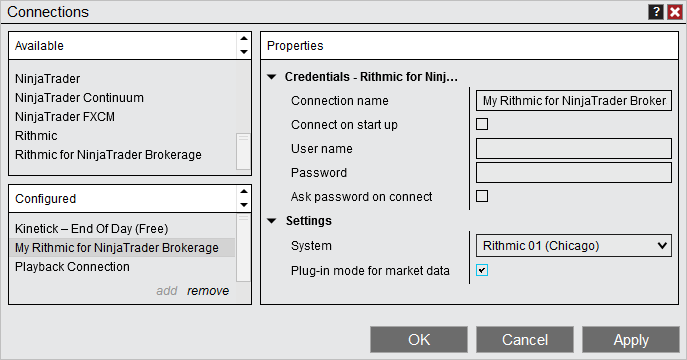 Connections
?
Available
NinjaTrader
NinjaTrader Continuum
NinjaTrader FXCM
Rithmic
Rithmic for NinjaTrader Brokerage
Configured
Kinetick – End Of Day (Free)
My Rithmic for NinjaTrader Brokerage
Playback Connection
add remove
Properties
Credentials - Rithmic for Ninj...
Connection name My Rithmic for NinjaTrader Broker
Connect on start up
User name
Password
Ask password on connect
Settings
System Rithmic 01 (Chicago)
Plug-in mode for market data
OK Cancel Apply